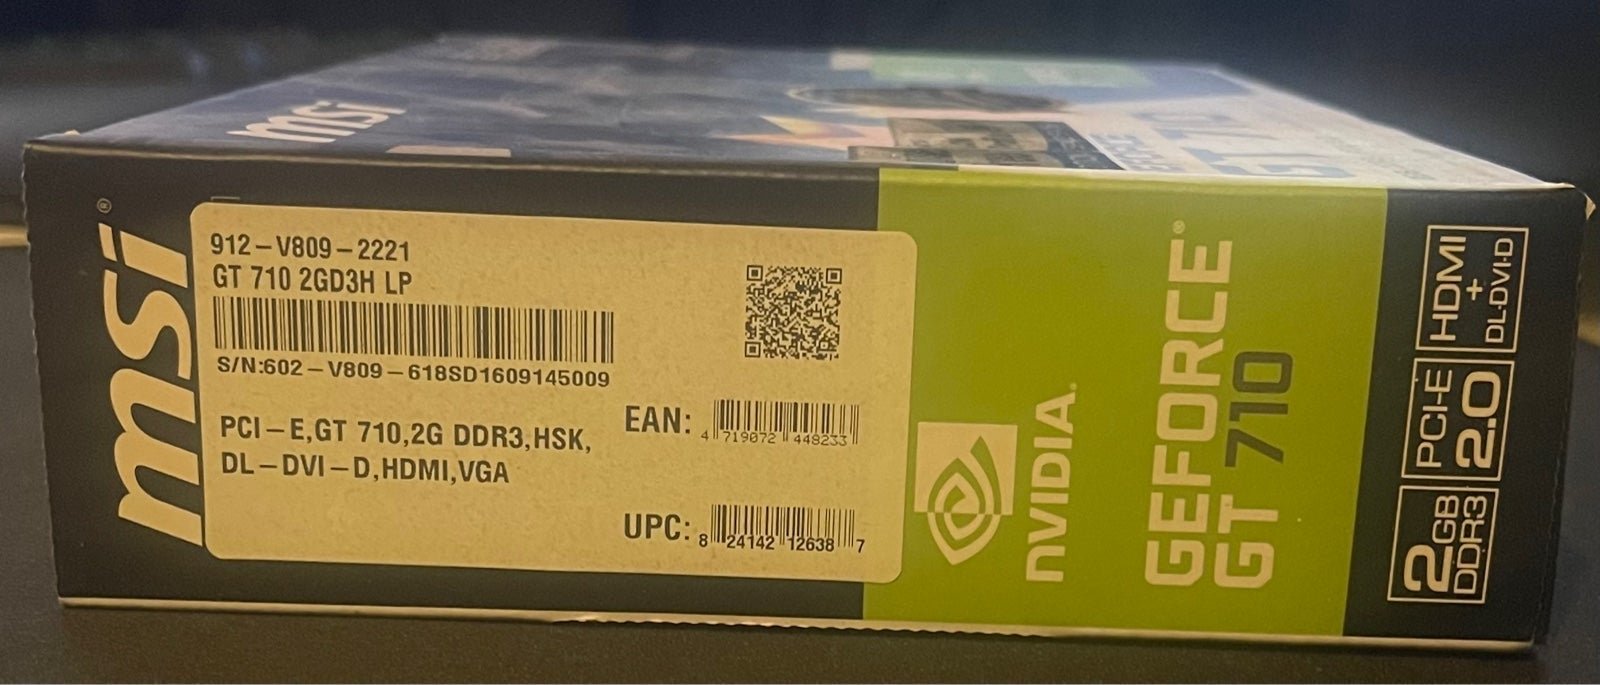 msi
msi®
912-V809-2221
GT 710 2GD3H LP
S/N:602-V809-618SD1609145009
PCI-E,GT 710,2G DDR3,HSK,
DL-DVI-D,HDMI,VGA
EAN:
4 719072 448233
UPC:
8 24142 12638 7
NVIDIA.
GEFORCE®
GT 710
HDMI
+
DL-DVI-D
PCI-E
2.0
2GB
DDR3